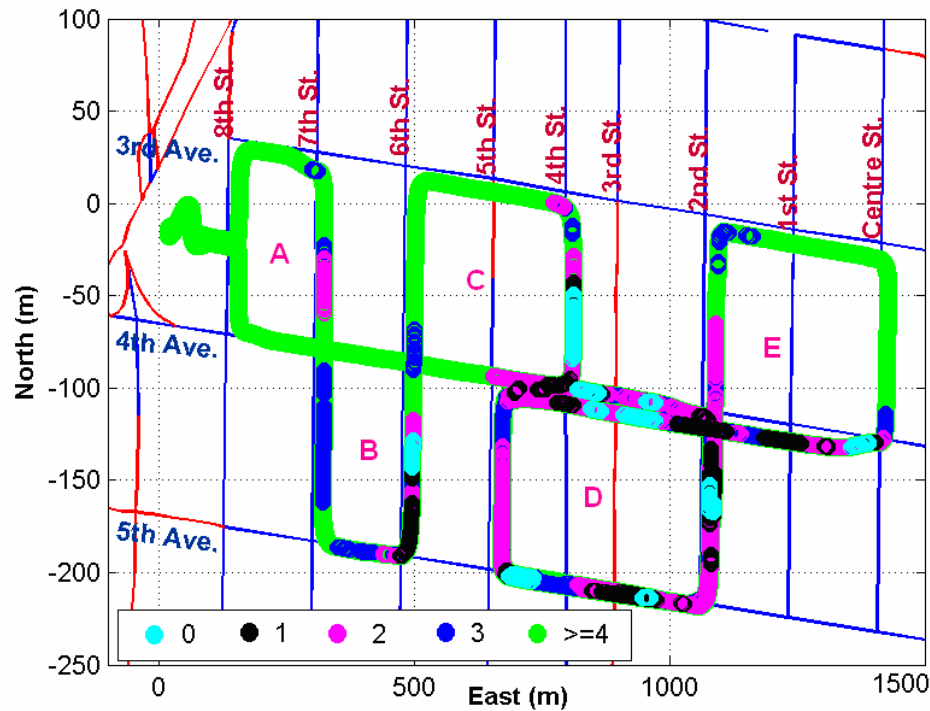 100
50
0
-50
-100
-150
-200
-250
North (m)
3rd Ave.
4th Ave.
5th Ave.
8th St.
7th St.
6th St.
5th St.
4th St.
3rd St.
2nd St.
1st St.
Centre St.
A
B
C
D
E
0 1 2 3 >=4
0 500 1000 1500
East (m)